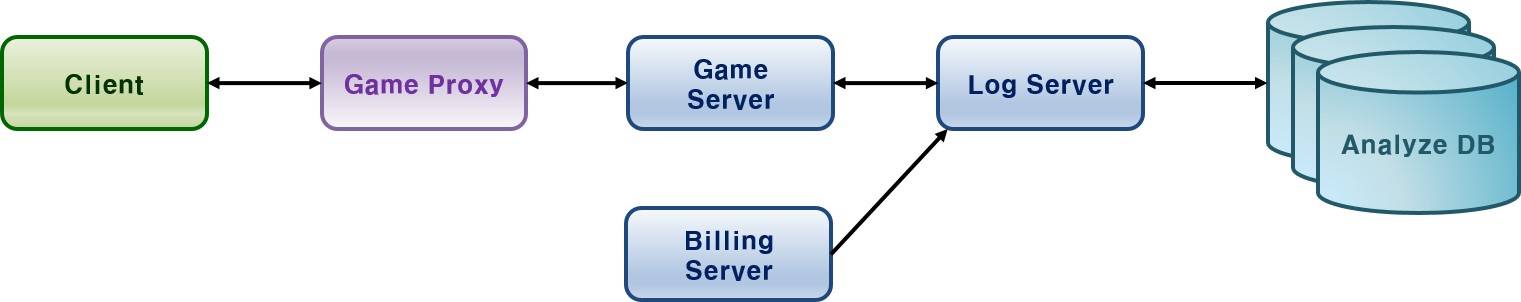 Client
Game Proxy
Game
Server
Log Server
Analyze DB
Billing
Server